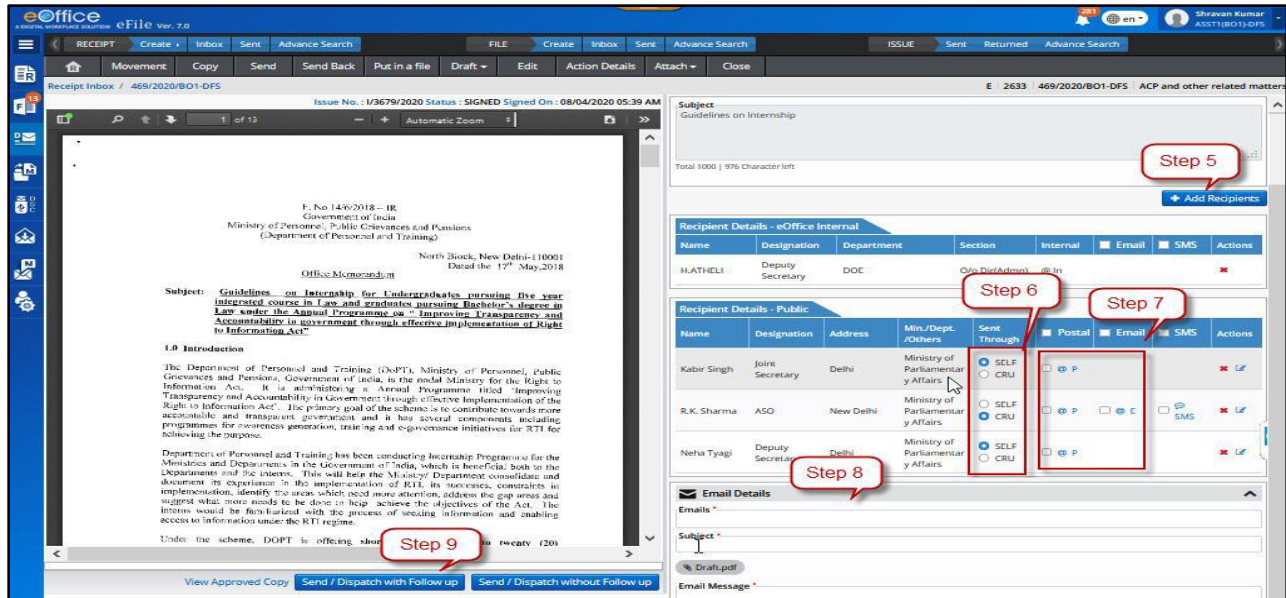 eOffice
A DIGITAL WORKPLACE SOLUTION eFile Ver. 7.0
281
en
Shravan Kumar
ASST1(BO1)-DFS
RECEIPT Create Inbox Sent Advance Search FILE Create Inbox Sent Advance Search ISSUE Sent Returned Advance Search
Movement Copy Send Send Back Put in a file Draft Edit Action Details Attach Close
Receipt Inbox / 469/2020/BO1-DFS
E 2633 469/2020/BO1-DFS ACP and other related matters
13
Issue No. : I/3679/2020 Status : SIGNED Signed On : 08/04/2020 05:39 AM
1 of 13 Automatic Zoom
F. No 14/6/2018 – IR
Government of India
Ministry of Personnel, Public Grievances and Pensions
(Department of Personnel and Training)
North Block, New Delhi-110001
Dated the 17th May,2018
Office Memorandum
Subject: Guidelines on Internship for Undergraduates pursuing five year
integrated course in Law and graduates pursuing Bachelor's degree in
Law under the Annual Programme on " Improving Transparency and
Accountability in government through effective implementation of Right
to Information Act"
1.0 Introduction
The Department of Personnel and Training (DoPT), Ministry of Personnel, Public
Grievances and Pensions, Government of India, is the nodal Ministry for the Right to
Information Act. It is administering a Annual Programme titled 'Improving
Transparency and Accountability in Government through effective Implementation of the
Right to Information Act'. The primary goal of the scheme is to contribute towards more
accountable and transparent government and it has several components including
programmes for awareness generation, training and e-governance initiatives for RTI for
achieving the purpose.
Department of Personnel and Training has been conducting Internship Programme for the
Ministries and Departments in the Government of India, which is beneficial both to the
Departments and the interns. This will help the Ministry/ Department consolidate and
document its experience in the implementation of RTI, its successes, constraints in
implementation, identify the areas which need more attention, address the gap areas and
suggest what more needs to be done to help achieve the objectives of the Act. The
interns would be familiarized with the process of seeking information and enabling
access to information under the RTI regime.
Under the scheme, DOPT is offering twenty (20)
Step 9
View Approved Copy Send / Dispatch with Follow up Send / Dispatch without Follow up
Subject
Guidelines on Internship
Total 1000 | 976 Character left
Step 5
+ Add Recipients
Recipient Details - eOffice Internal
Name Designation Department Section Internal Email SMS Actions
H.ATHELI Deputy Secretary DOE O/o Dir(Admn) @ In
Step 6
Step 7
Recipient Details - Public
Name Designation Address Min./Dept. /Others Sent Through Postal Email SMS Actions
Kabir Singh Joint Secretary Delhi Ministry of Parliamentar y Affairs SELF CRU @ P
R.K. Sharma ASO New Delhi Ministry of Parliamentar y Affairs SELF CRU @ P @ E SMS
Neha Tyagi Deputy Delhi Ministry of Parliamentar y Affairs SELF CRU @ P
Step 8
Email Details
Emails *
Subject *
Draft.pdf
Email Message *